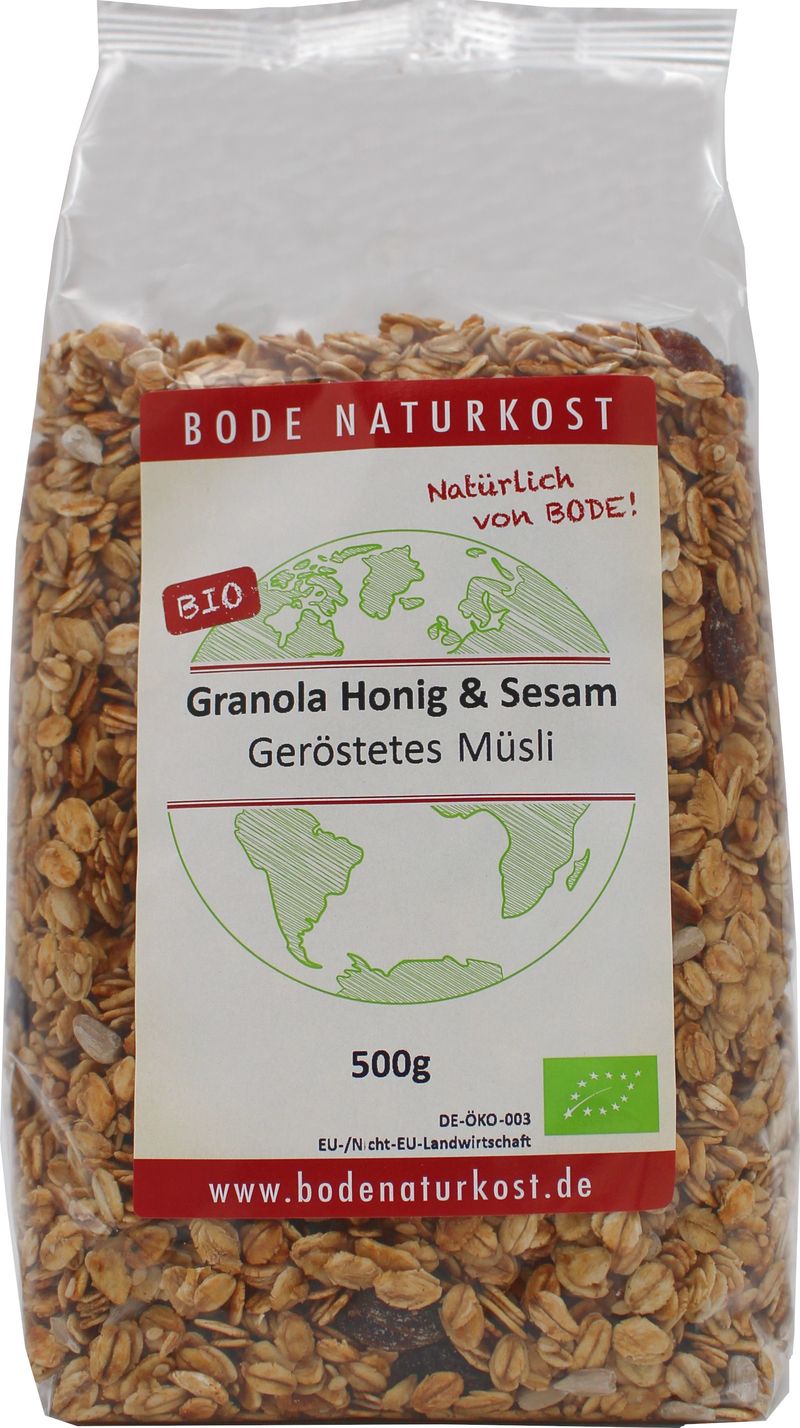 BODE NATURKOST
Natürlich
von BODE!
BIO
Granola Honig & Sesam
Geröstetes Müsli
500g
DE-ÖKO-003
EU-/Nicht-EU-Landwirtschaft
www.bodenaturkost.de